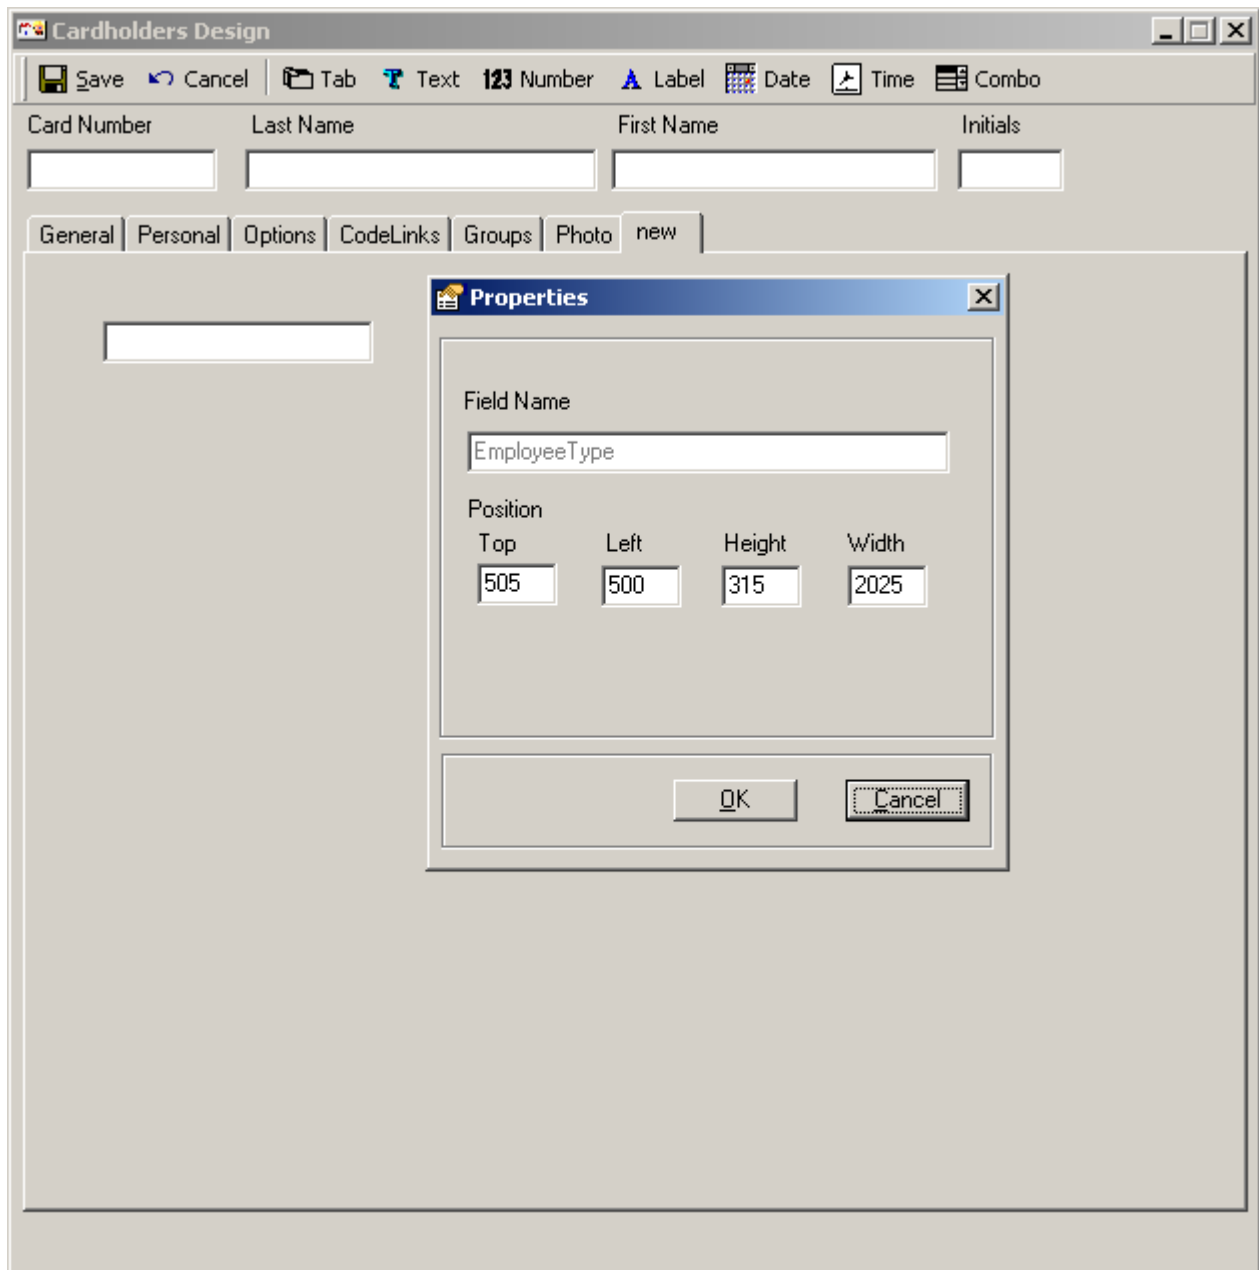 Cardholders Design
Save Cancel Tab Text 123 Number A Label Date Time Combo
Card Number Last Name First Name Initials
General Personal Options CodeLinks Groups Photo new
Properties
Field Name
EmployeeType
Position
Top Left Height Width
505 500 315 2025
OK Cancel